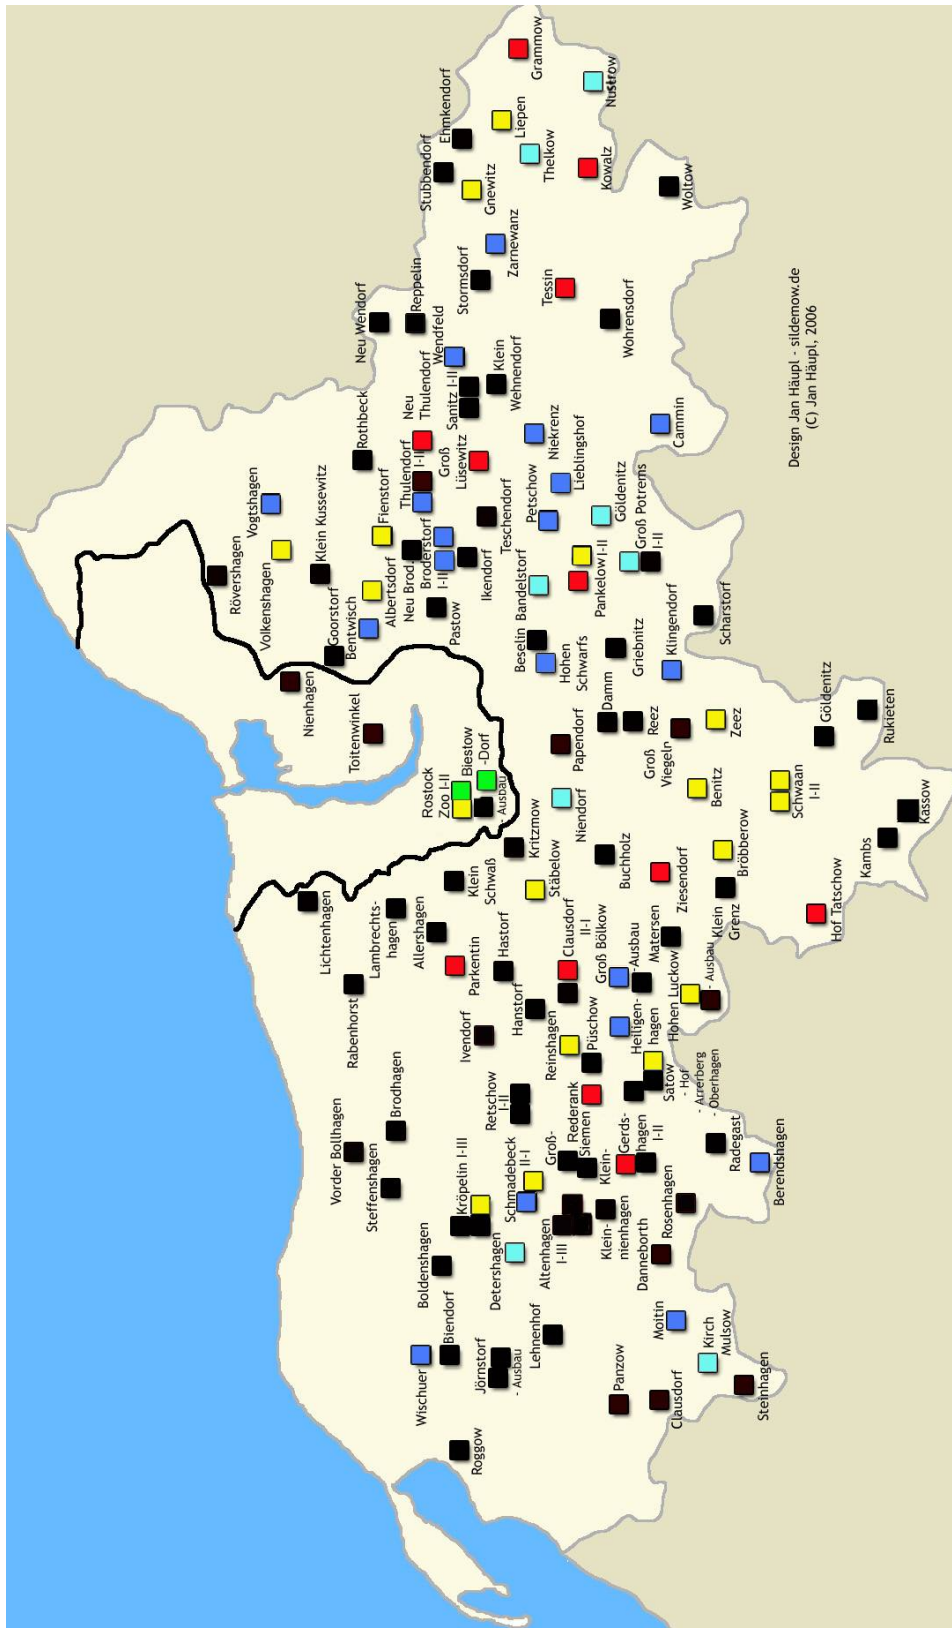 Grammow
Nustrow
Liepen
Ehmkendorf
Thelkow
Stubbendorf
Kowalz
Gnewitz
Woltow
Zarnewanz
Stormsdorf
Tessin
Wohrensdorf
Neu Wendorf
Reppelin
Wendfeld
Klein
Wehnendorf
Sanitz I-II
Neu
Thulendorf
Cammin
Niekrenz
Rothbeck
Groß
Lüsewitz
Thulendorf
I-II
Lieblingshof
Vogtshagen
Göldenitz
Petschow
Teschendorf
Fienstorf
Volkenshagen
Broderstorf
I-II
Groß Potrems
I-II
Pankelow I-II
Neu Brod.
Ikendorf
Klein Kussewitz
Rövershagen
Bandelstorf
Albertsdorf
Pastow
Scharstorf
Bentwisch
Beselin
Griebnitz
Goorstorf
Hohen
Schwarfs
Klingendorf
Nienhagen
Rukieten
Zeez
Damm
Reez
Groß
Viegeln
Toitenwinkel
Göldenitz
Papendorf
Biestow
-Dorf
- Ausbau
Rostock
Zoo I-II
Benitz
Schwaan
I-II
Niendorf
Kassow
Kambs
Kritzmow
Bröbberow
Buchholz
Ziesendorf
Klein
Schwaß
Stäbelow
Klein
Grenz
Lichtenhagen
Lambrechts-
hagen
Hof Tatschow
Allershagen
Matersen
Parkentin
Hastorf
Clausdorf
II-I
Groß Bölkow
-Ausbau
Rabenhorst
Hohen Luckow
- Ausbau
Hanstorf
Heiligen-
hagen
Ivendorf
Reinshagen
Püschow
Satow
- Hof
- Arrerberg
- Oberhagen
Rederank
Retschow
I-II
Brodhagen
Radegast
Vorder Bollhagen
Berendshagen
Groß-
Siemen
Klein-
Gerds-
hagen
I-II
Steffenshagen
Schmadebeck
II-I
Kröpelin I-III
Rosenhagen
Klein-
nienhagen
Altenhagen
I-III
Danneborth
Detershagen
Boldenshagen
Moitin
Lehnenhof
Biendorf
Wischuer
Kirch
Mulsow
Jörnstorf
- Ausbau
Steinhagen
Clausdorf
Panzow
Roggow
Design Jan Häupl - sildemow.de
(C) Jan Häupl, 2006